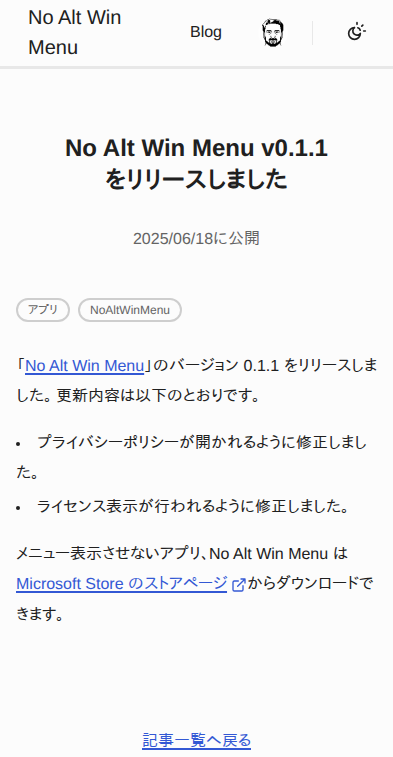 No Alt Win
Menu
Blog
No Alt Win Menu v0.1.1
をリリースしました
2025/06/18に公開
アプリ
NoAltWinMenu
「No Alt Win Menu」のバージョン 0.1.1 をリリースしま
した。更新内容は以下のとおりです。
• プライバシーポリシーが開かれるように修正しまし
た。
• ライセンス表示が行われるように修正しました。
メニュー表示させないアプリ、No Alt Win Menu は
Microsoft Store のストアページからダウンロードで
きます。
記事一覧へ戻る